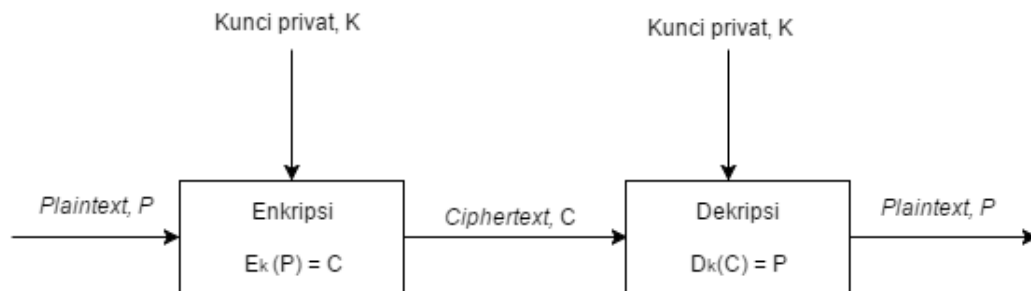 Kunci privat, K
Kunci privat, K
Plaintext, P
Enkripsi
Ek (P) = C
Ciphertext, C
Dekripsi
Dk(C) = P
Plaintext, P